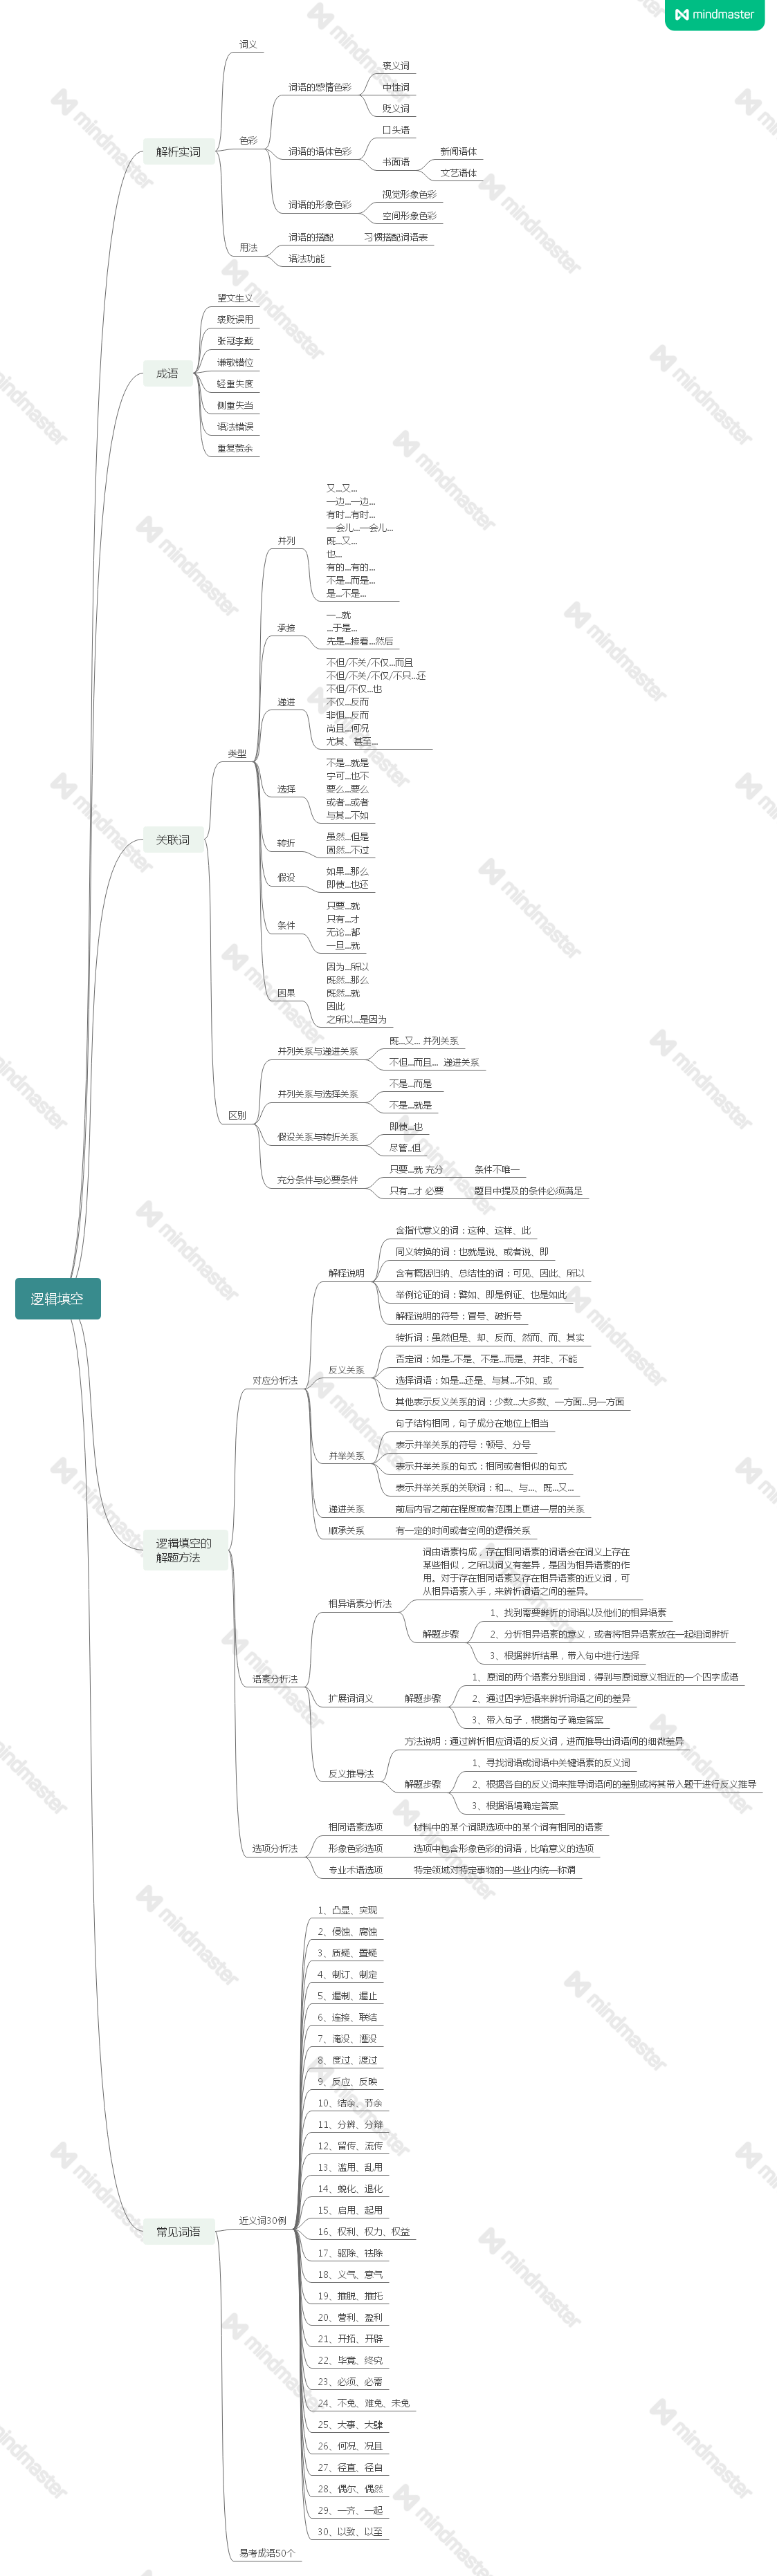 mindmaster
逻辑填空
解析实词
词义
色彩
词语的感情色彩
褒义词
中性词
贬义词
词语的语体色彩
口头语
书面语
新闻语体
文艺语体
词语的形象色彩
视觉形象色彩
空间形象色彩
用法
词语的搭配
习惯搭配词语表
语法功能
成语
望文生义
褒贬误用
张冠李戴
谦敬错位
轻重失度
侧重失当
语法错误
重复赘余
关联词
类型
并列
又...又...
一边...一边...
有时...有时...
一会儿...一会儿...
既...又...
也...
有的...有的...
不是...而是...
是...不是...
承接
一...就
...于是...
先是...接着...然后
递进
不但/不关/不仅...而且
不但/不关/不仅/不只...还
不但/不仅...也
不仅...反而
非但...反而
尚且...何况
尤其、甚至...
选择
不是...就是
宁可...也不
要么...要么
或者...或者
与其...不如
转折
虽然...但是
固然...不过
假设
如果...那么
即使...也还
条件
只要...就
只有...才
无论...都
一旦...就
因果
因为...所以
既然...那么
既然...就
因此
之所以...是因为
区别
并列关系与递进关系
既...又... 并列关系
不但...而且... 递进关系
并列关系与选择关系
不是...而是
不是...就是
假设关系与转折关系
即使...也
尽管..但
充分条件与必要条件
只要...就 充分
条件不唯一
只有...才 必要
题目中提及的条件必须满足
逻辑填空的
解题方法
对应分析法
解释说明
含指代意义的词：这种、这样、此
同义转换的词：也就是说、或者说、即
含有概括归纳、总结性的词：可见、因此、所以
举例论证的词：譬如、即是例证、也是如此
解释说明的符号：冒号、破折号
反义关系
转折词：虽然但是、却、反而、然而、而、其实
否定词：如是..不是、不是...而是、并非、不能
选择词语：如是...还是、与其...不如、或
其他表示反义关系的词：少数...大多数、一方面...另一方面
并举关系
句子结构相同，句子成分在地位上相当
表示并举关系的符号：顿号、分号
表示并举关系的句式：相同或者相似的句式
表示并举关系的关联词：和...、与...、既...又...
递进关系
前后内容之前在程度或者范围上更进一层的关系
顺承关系
有一定的时间或者空间的逻辑关系
语素分析法
相异语素分析法
词由语素构成，存在相同语素的词语会在词义上存在
某些相似，之所以词义有差异，是因为相异语素的作
用。对于存在相同语素又存在相异语素的近义词，可
从相异语素入手，来辨析词语之间的差异。
解题步骤
1、找到需要辨析的词语以及他们的相异语素
2、分析相异语素的意义，或者将相异语素放在一起组词辨析
3、根据辨析结果，带入句中进行选择
扩展词词义
解题步骤
1、原词的两个语素分别组词，得到与原词意义相近的一个四字成语
2、通过四字短语来辨析词语之间的差异
3、带入句子，根据句子确定答案
反义推导法
方法说明：通过辨析相应词语的反义词，进而推导出词语间的细微差异
解题步骤
1、寻找词语或词语中关键语素的反义词
2、根据各自的反义词来推导词语间的差别或将其带入题干进行反义推导
3、根据语境确定答案
选项分析法
相同语素选项
材料中的某个词跟选项中的某个词有相同的语素
形象色彩选项
选项中包含形象色彩的词语，比喻意义的选项
专业术语选项
特定领域对特定事物的一些业内统一称谓
常见词语
近义词30例
1、凸显、突现
2、侵蚀、腐蚀
3、质疑、置疑
4、制订、制定
5、遏制、遏止
6、连接、联结
7、淹没、湮没
8、度过、渡过
9、反应、反映
10、结余、节余
11、分辨、分辩
12、留传、流传
13、滥用、乱用
14、蜕化、退化
15、启用、起用
16、权利、权力、权益
17、驱除、祛除
18、义气、意气
19、推脱、推托
20、营利、盈利
21、开拓、开辟
22、毕竟、终究
23、必须、必需
24、不免、难免、未免
25、大事、大肆
26、何况、况且
27、径直、径自
28、偶尔、偶然
29、一齐、一起
30、以致、以至
易考成语50个